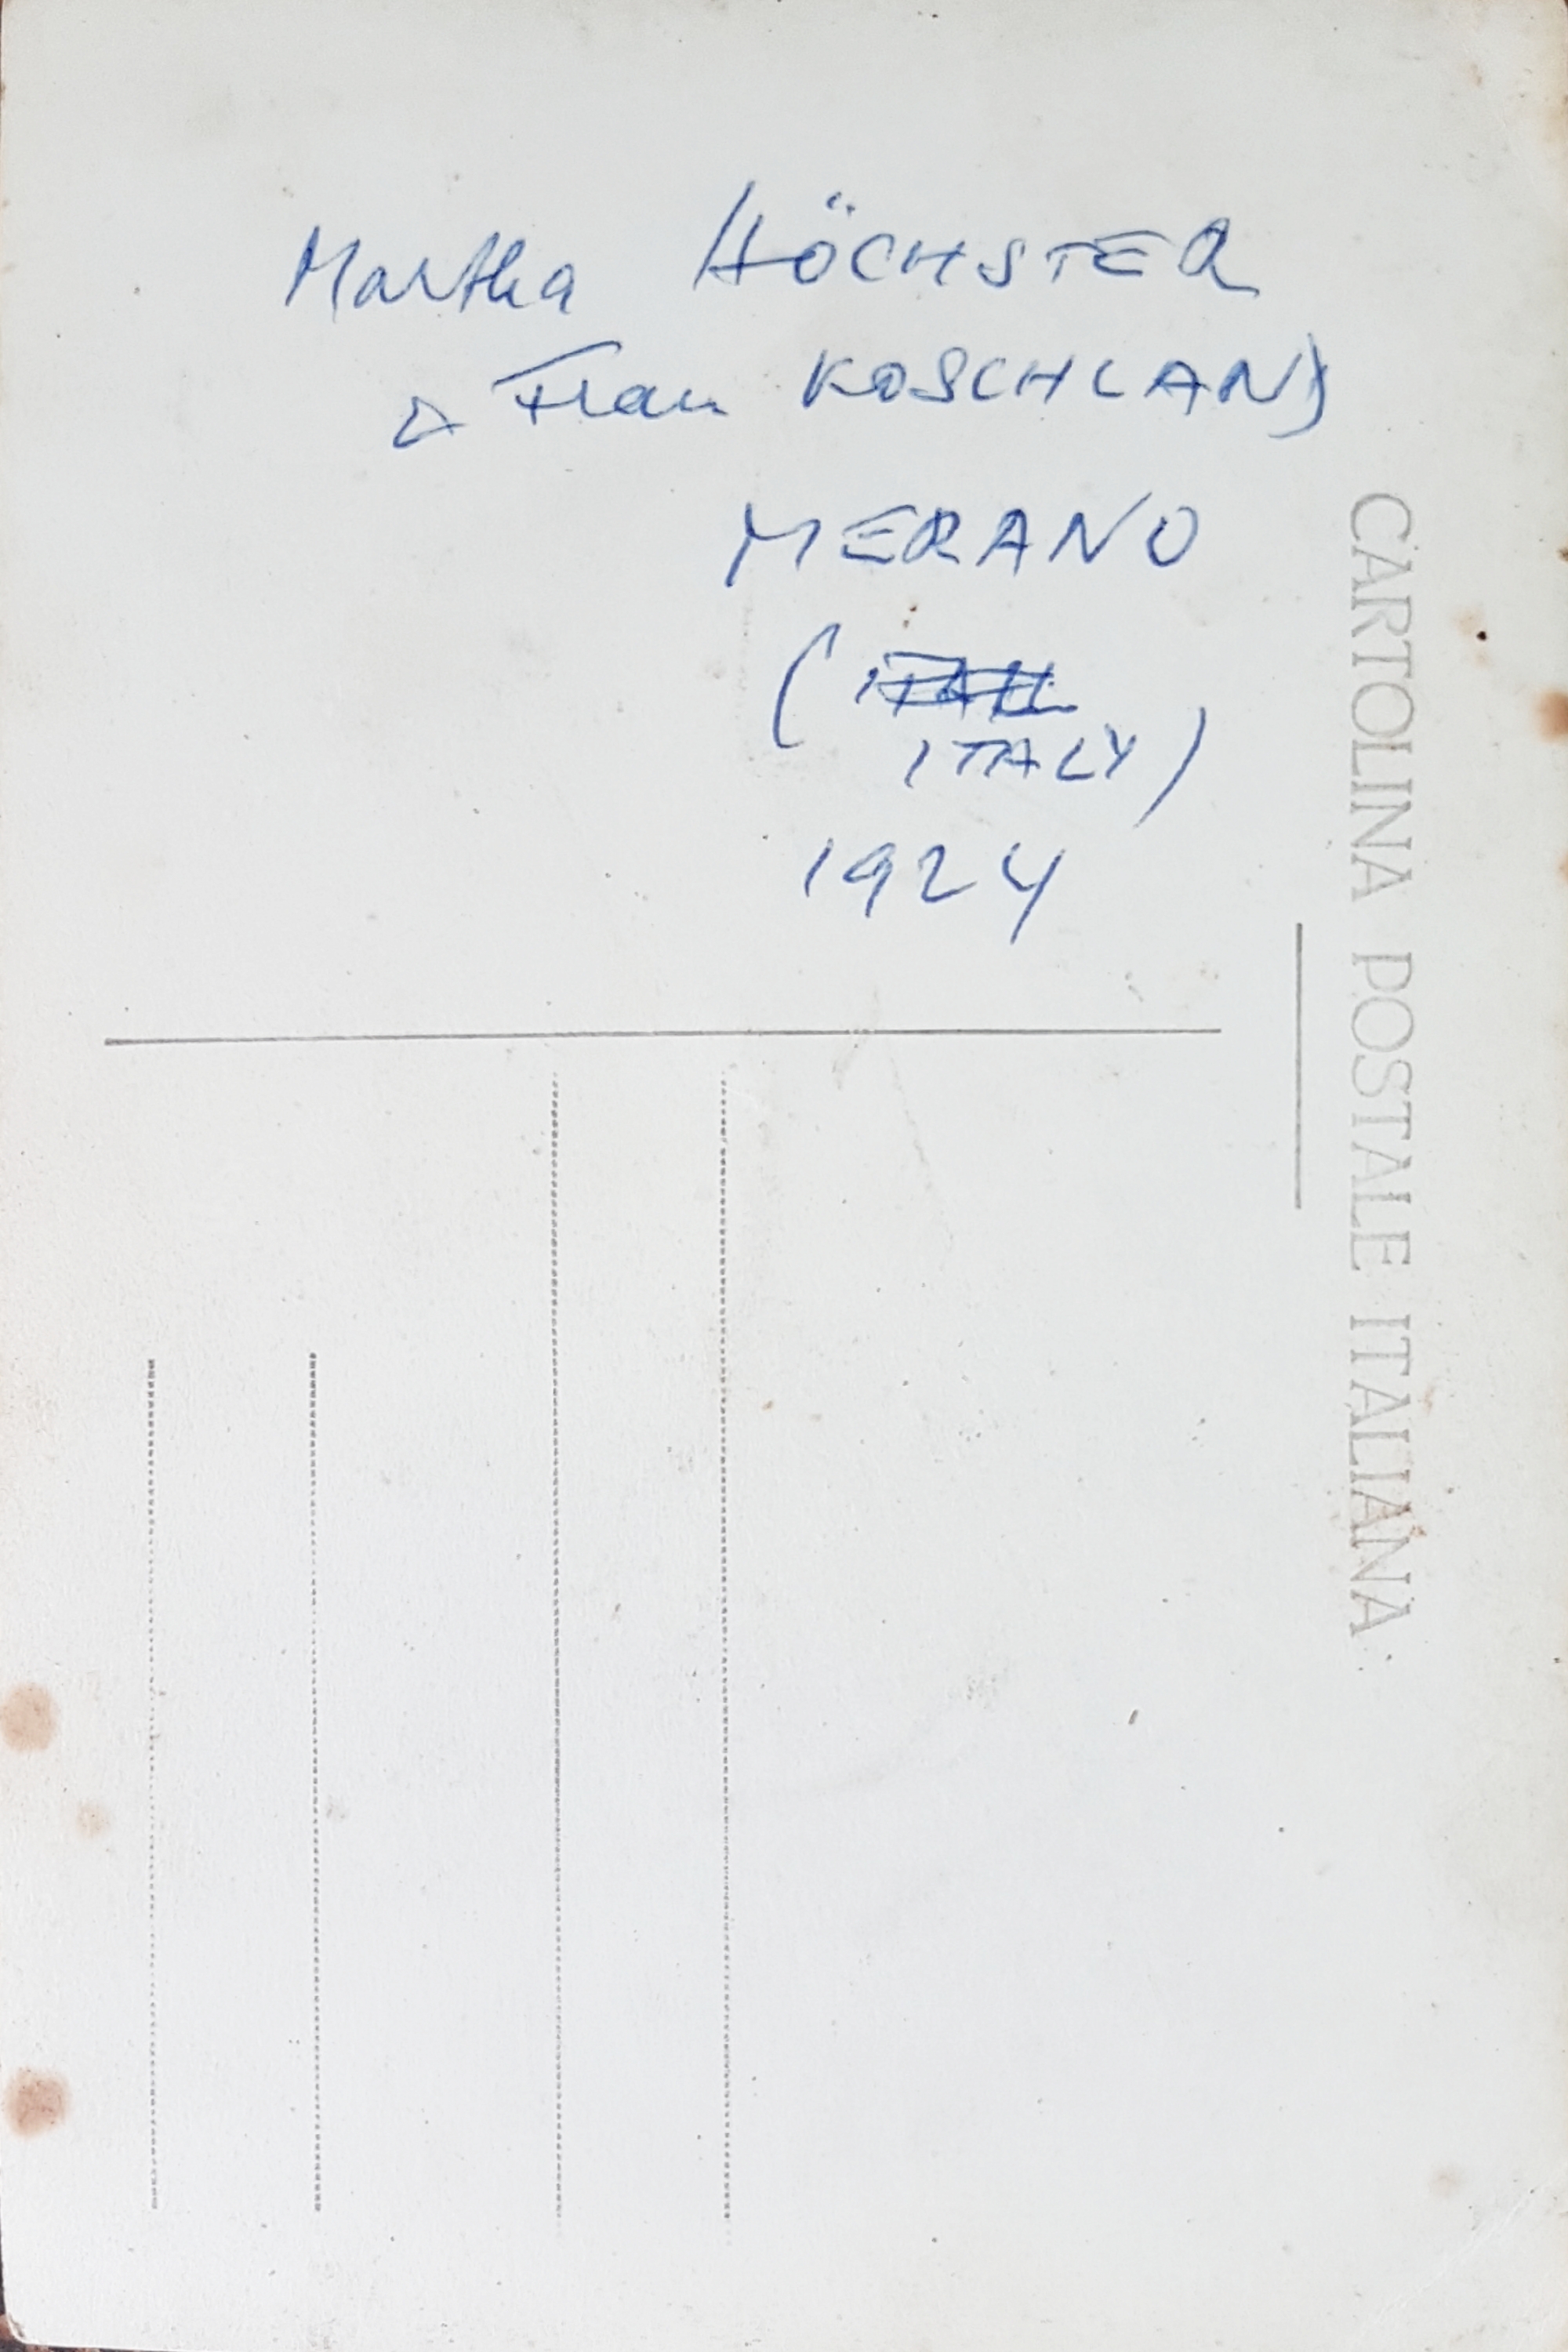 Martha HÖCHSTER
& Frau KOSCHLAND
MERANO
(
ITALY)
1924
CARTOLINA POSTALE ITALIANA